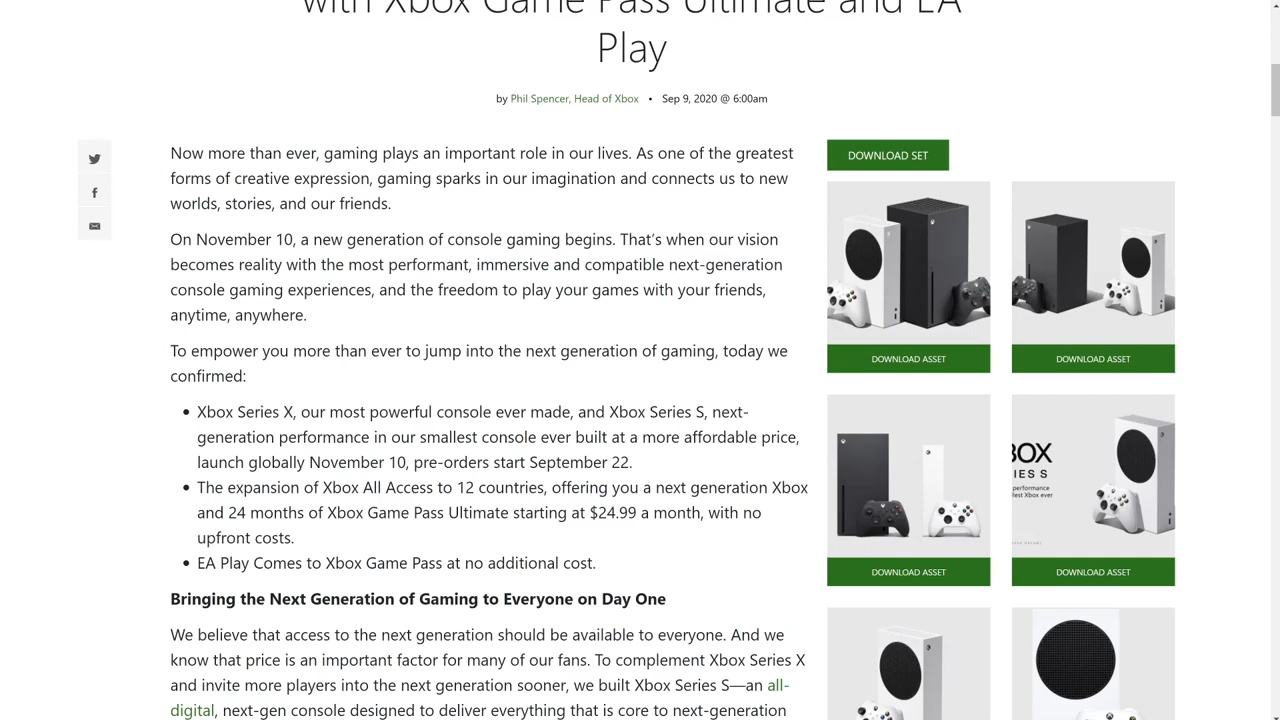 with Xbox Game Pass Ultimate and EA
Play
by Phil Spencer, Head of Xbox • Sep 9, 2020 @ 6:00am
Now more than ever, gaming plays an important role in our lives. As one of the greatest
forms of creative expression, gaming sparks in our imagination and connects us to new
worlds, stories, and our friends.
On November 10, a new generation of console gaming begins. That’s when our vision
becomes reality with the most performant, immersive and compatible next-generation
console gaming experiences, and the freedom to play your games with your friends,
anytime, anywhere.
To empower you more than ever to jump into the next generation of gaming, today we
confirmed:
• Xbox Series X, our most powerful console ever made, and Xbox Series S, next-
generation performance in our smallest console ever built at a more affordable price,
launch globally November 10, pre-orders start September 22.
• The expansion of Xbox All Access to 12 countries, offering you a next generation Xbox
and 24 months of Xbox Game Pass Ultimate starting at $24.99 a month, with no
upfront costs.
• EA Play Comes to Xbox Game Pass at no additional cost.
Bringing the Next Generation of Gaming to Everyone on Day One
We believe that access to the next generation should be available to everyone. And we
know that price is an important factor for many of our fans. To complement Xbox Series X
and invite more players into the next generation sooner, we built Xbox Series S—an all-
digital, next-gen console designed to deliver everything that is core to next-generation
DOWNLOAD SET
DOWNLOAD ASSET
DOWNLOAD ASSET
BOX
IES S
performance
lest Xbox ever
DOWNLOAD ASSET
DOWNLOAD ASSET